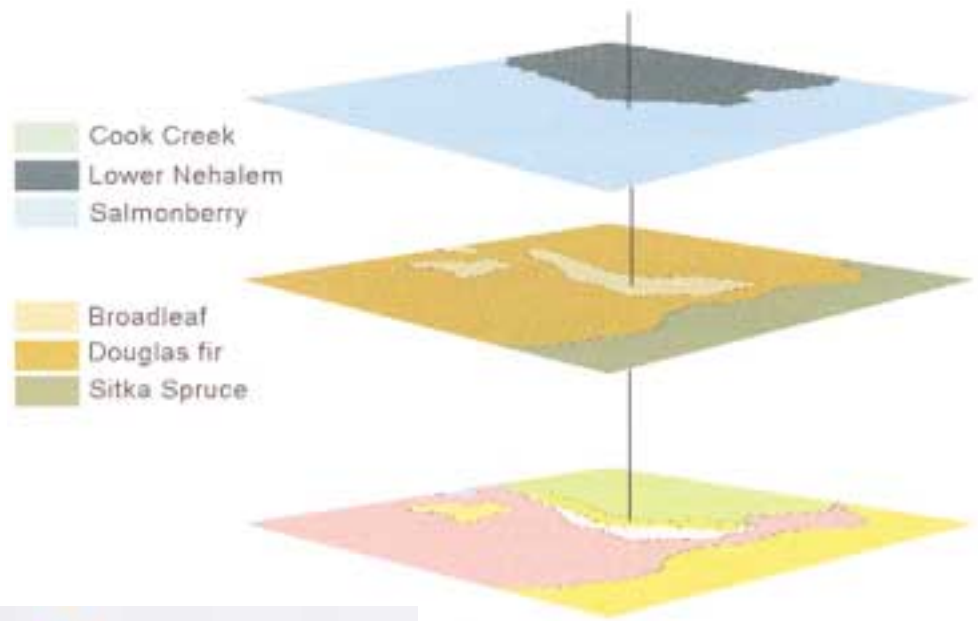 Cook Creek
Lower Nehalem
Salmonberry
Broadleaf
Douglas fir
Sitka Spruce